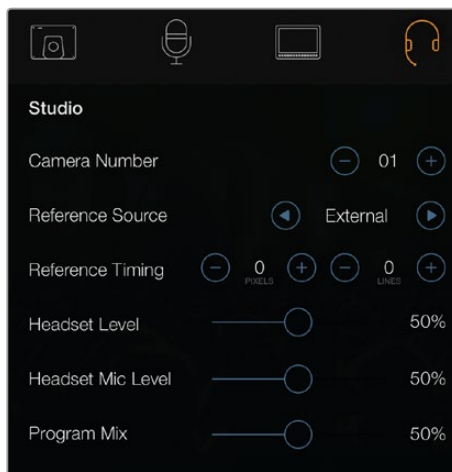 Studio
Camera Number 01
Reference Source External
Reference Timing 0 PIXELS 0 LINES
Headset Level 50%
Headset Mic Level 50%
Program Mix 50%